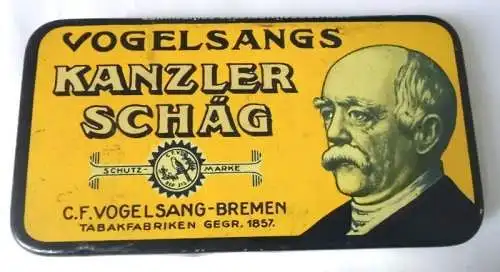 VOGELSANGS
KANZLER
SCHÄG
SCHUTZ- MARKE
C.F. VOGELSANG-BREMEN
TABAKFABRIKEN GEGR. 1857.